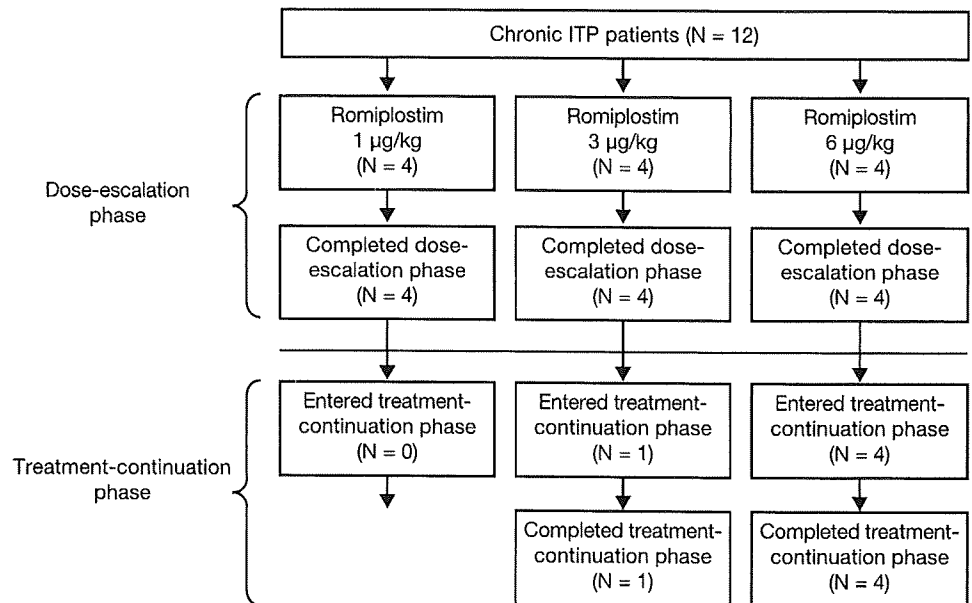 Chronic ITP patients (N = 12)
Dose-escalation
phase
Romiplostim
1 µg/kg
(N = 4)
Romiplostim
3 µg/kg
(N = 4)
Romiplostim
6 µg/kg
(N = 4)
Completed dose-
escalation phase
(N = 4)
Completed dose-
escalation phase
(N = 4)
Completed dose-
escalation phase
(N = 4)
Treatment-continuation
phase
Entered treatment-
continuation phase
(N = 0)
Entered treatment-
continuation phase
(N = 1)
Entered treatment-
continuation phase
(N = 4)
Completed treatment-
continuation phase
(N = 1)
Completed treatment-
continuation phase
(N = 4)